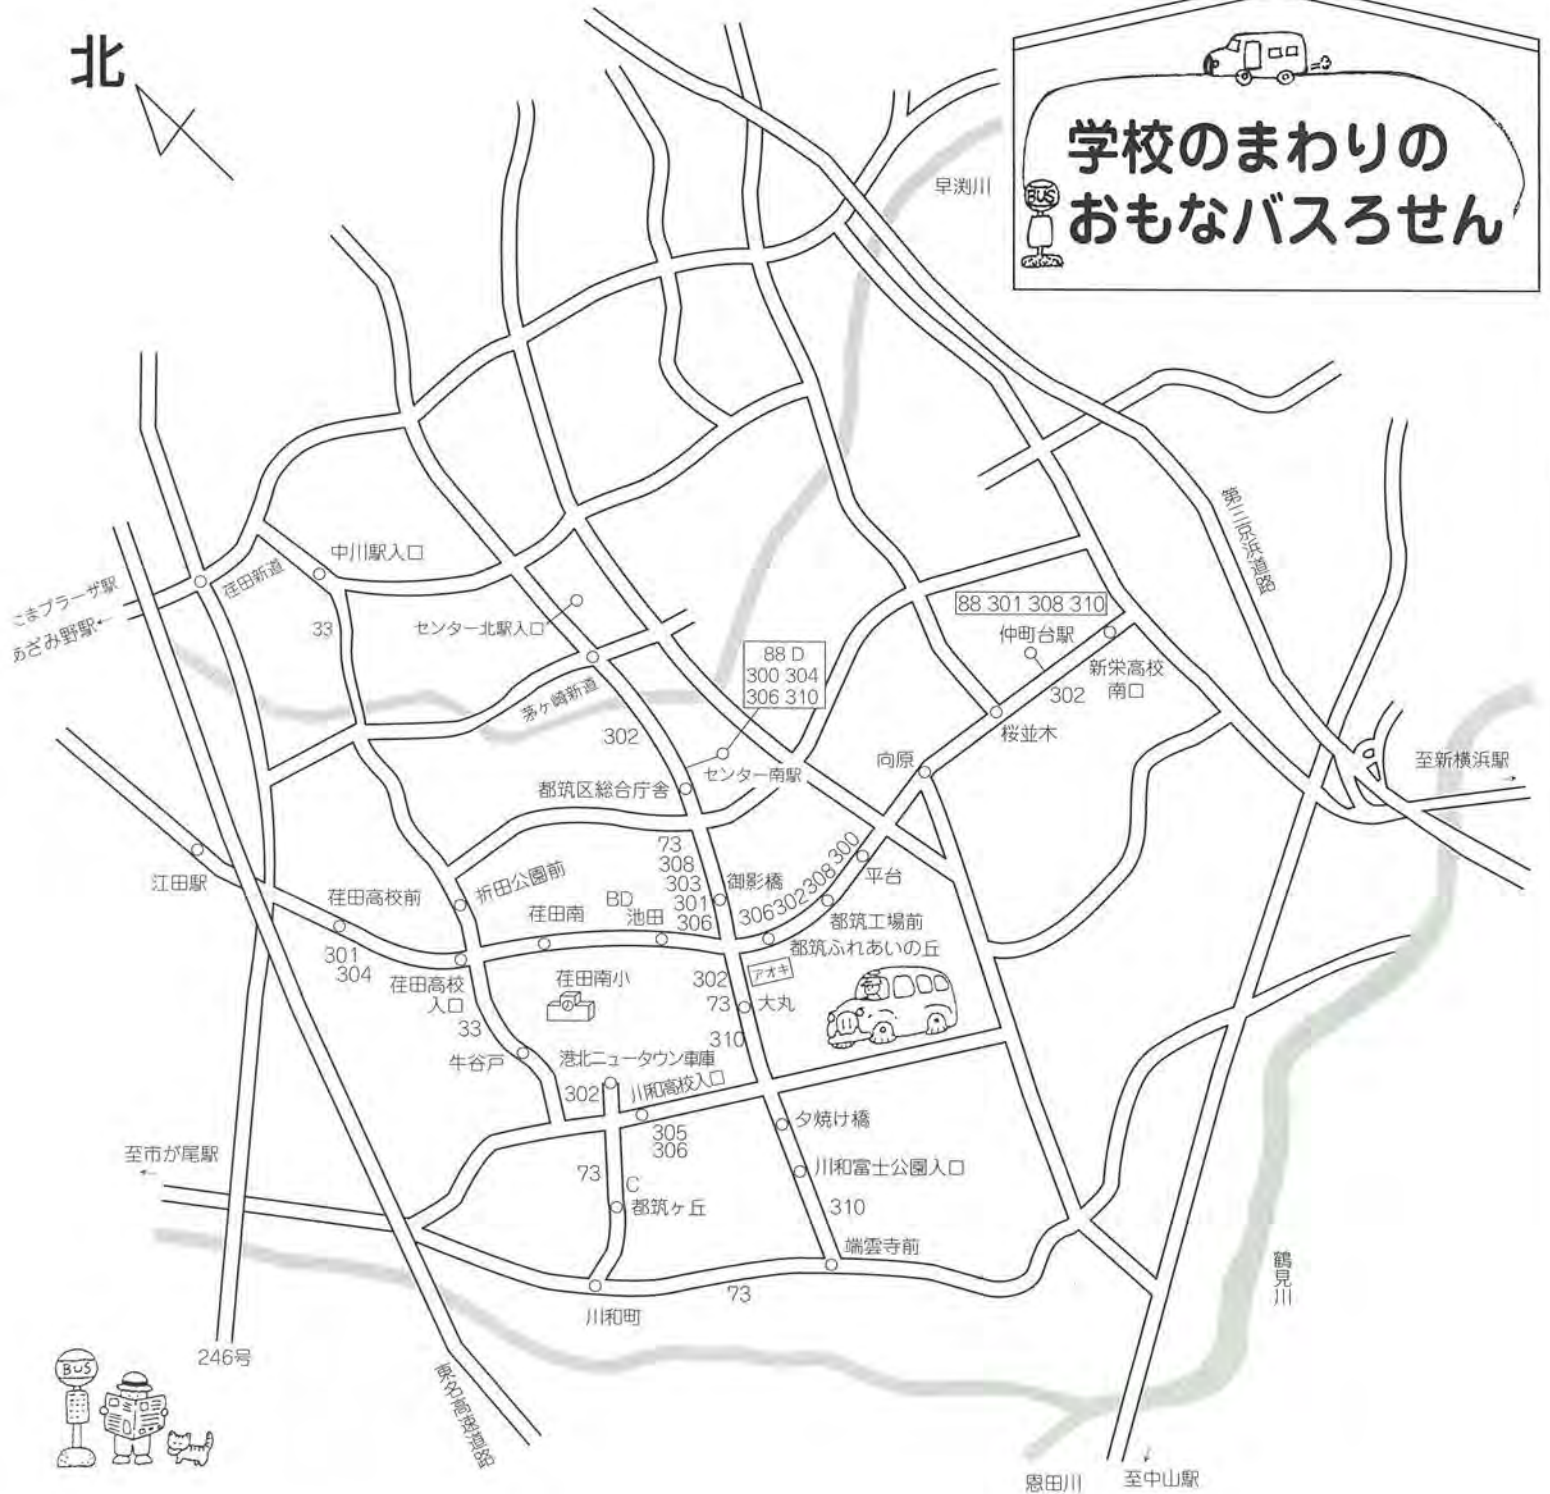 北
学校のまわりの
おもなバスろせん
BUS
早渕川
第三京浜道路
中川駅入口
荏田新道
たまプラーザ駅
あざみ野駅←
33
センター北駅入口
88 301 308 310
仲町台駅
新栄高校
南口
302
桜並木
88 D
300 304
306 310
茅ヶ崎新道
302
センター南駅
向原
至新横浜駅
→
都筑区総合庁舎
73
308
303
301
306
御影橋
306 302 308 300
平台
都筑工場前
都筑ふれあいの丘
江田駅
荏田高校前
折田公園前
荏田南
BD
池田
301
304
荏田高校
入口
荏田南小
302
アオキ
73
大丸
310
33
牛谷戸
港北ニュータウン車庫
302
川和高校入口
305
306
夕焼け橋
至市が尾駅
←
73
C
都筑ヶ丘
川和富士公園入口
310
端雲寺前
73
川和町
鶴見川
246号
東名高速道路
BUS
恩田川
至中山駅